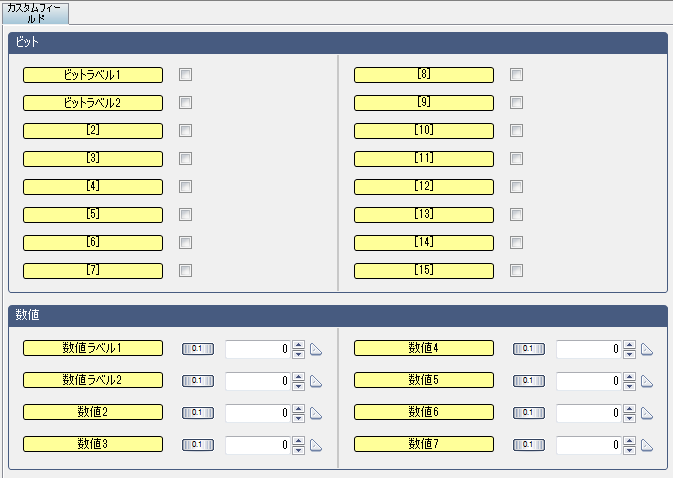 カスタムフィー
ルド
ビット
ビットラベル1
[8]
ビットラベル2
[9]
[2]
[10]
[3]
[11]
[4]
[12]
[5]
[13]
[6]
[14]
[7]
[15]
数値
数値ラベル1 0.1 0
数値4 0.1 0
数値ラベル2 0.1 0
数値5 0.1 0
数値2 0.1 0
数値6 0.1 0
数値3 0.1 0
数値7 0.1 0